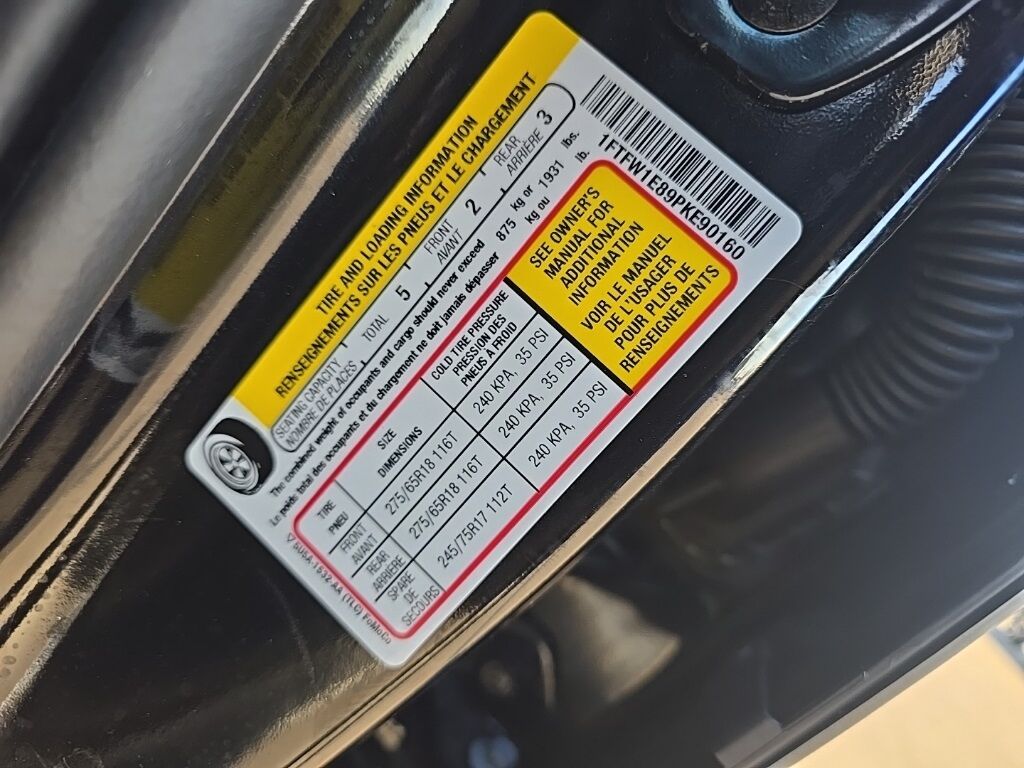 TIRE AND LOADING INFORMATION
RENSEIGNEMENTS SUR LES PNEUS ET LE CHARGEMENT
SEATING CAPACITY TOTAL 5 FRONT 2 REAR 3
NOMBRE DE PLACES AVANT ARRIÈRE
The combined weight of occupants and cargo should never exceed 875 kg or 1931 lbs.
Le poids total des occupants et du chargement ne doit jamais dépasser kg ou lb.
TIRE SIZE COLD TIRE PRESSURE
PNEU DIMENSIONS PRESSION DES
PNEUS A FROID
FRONT 275/65R18 116T 240 KPA, 35 PSI
AVANT
REAR 275/65R18 116T 240 KPA, 35 PSI
ARRIÈRE
SPARE 245/75R17 112T 240 KPA, 35 PSI
DE
SECOURS
SEE OWNER'S
MANUAL FOR
ADDITIONAL
INFORMATION
VOIR LE MANUEL
DE L'USAGER
POUR PLUS DE
RENSEIGNEMENTS
1FTFW1E89PKE90160